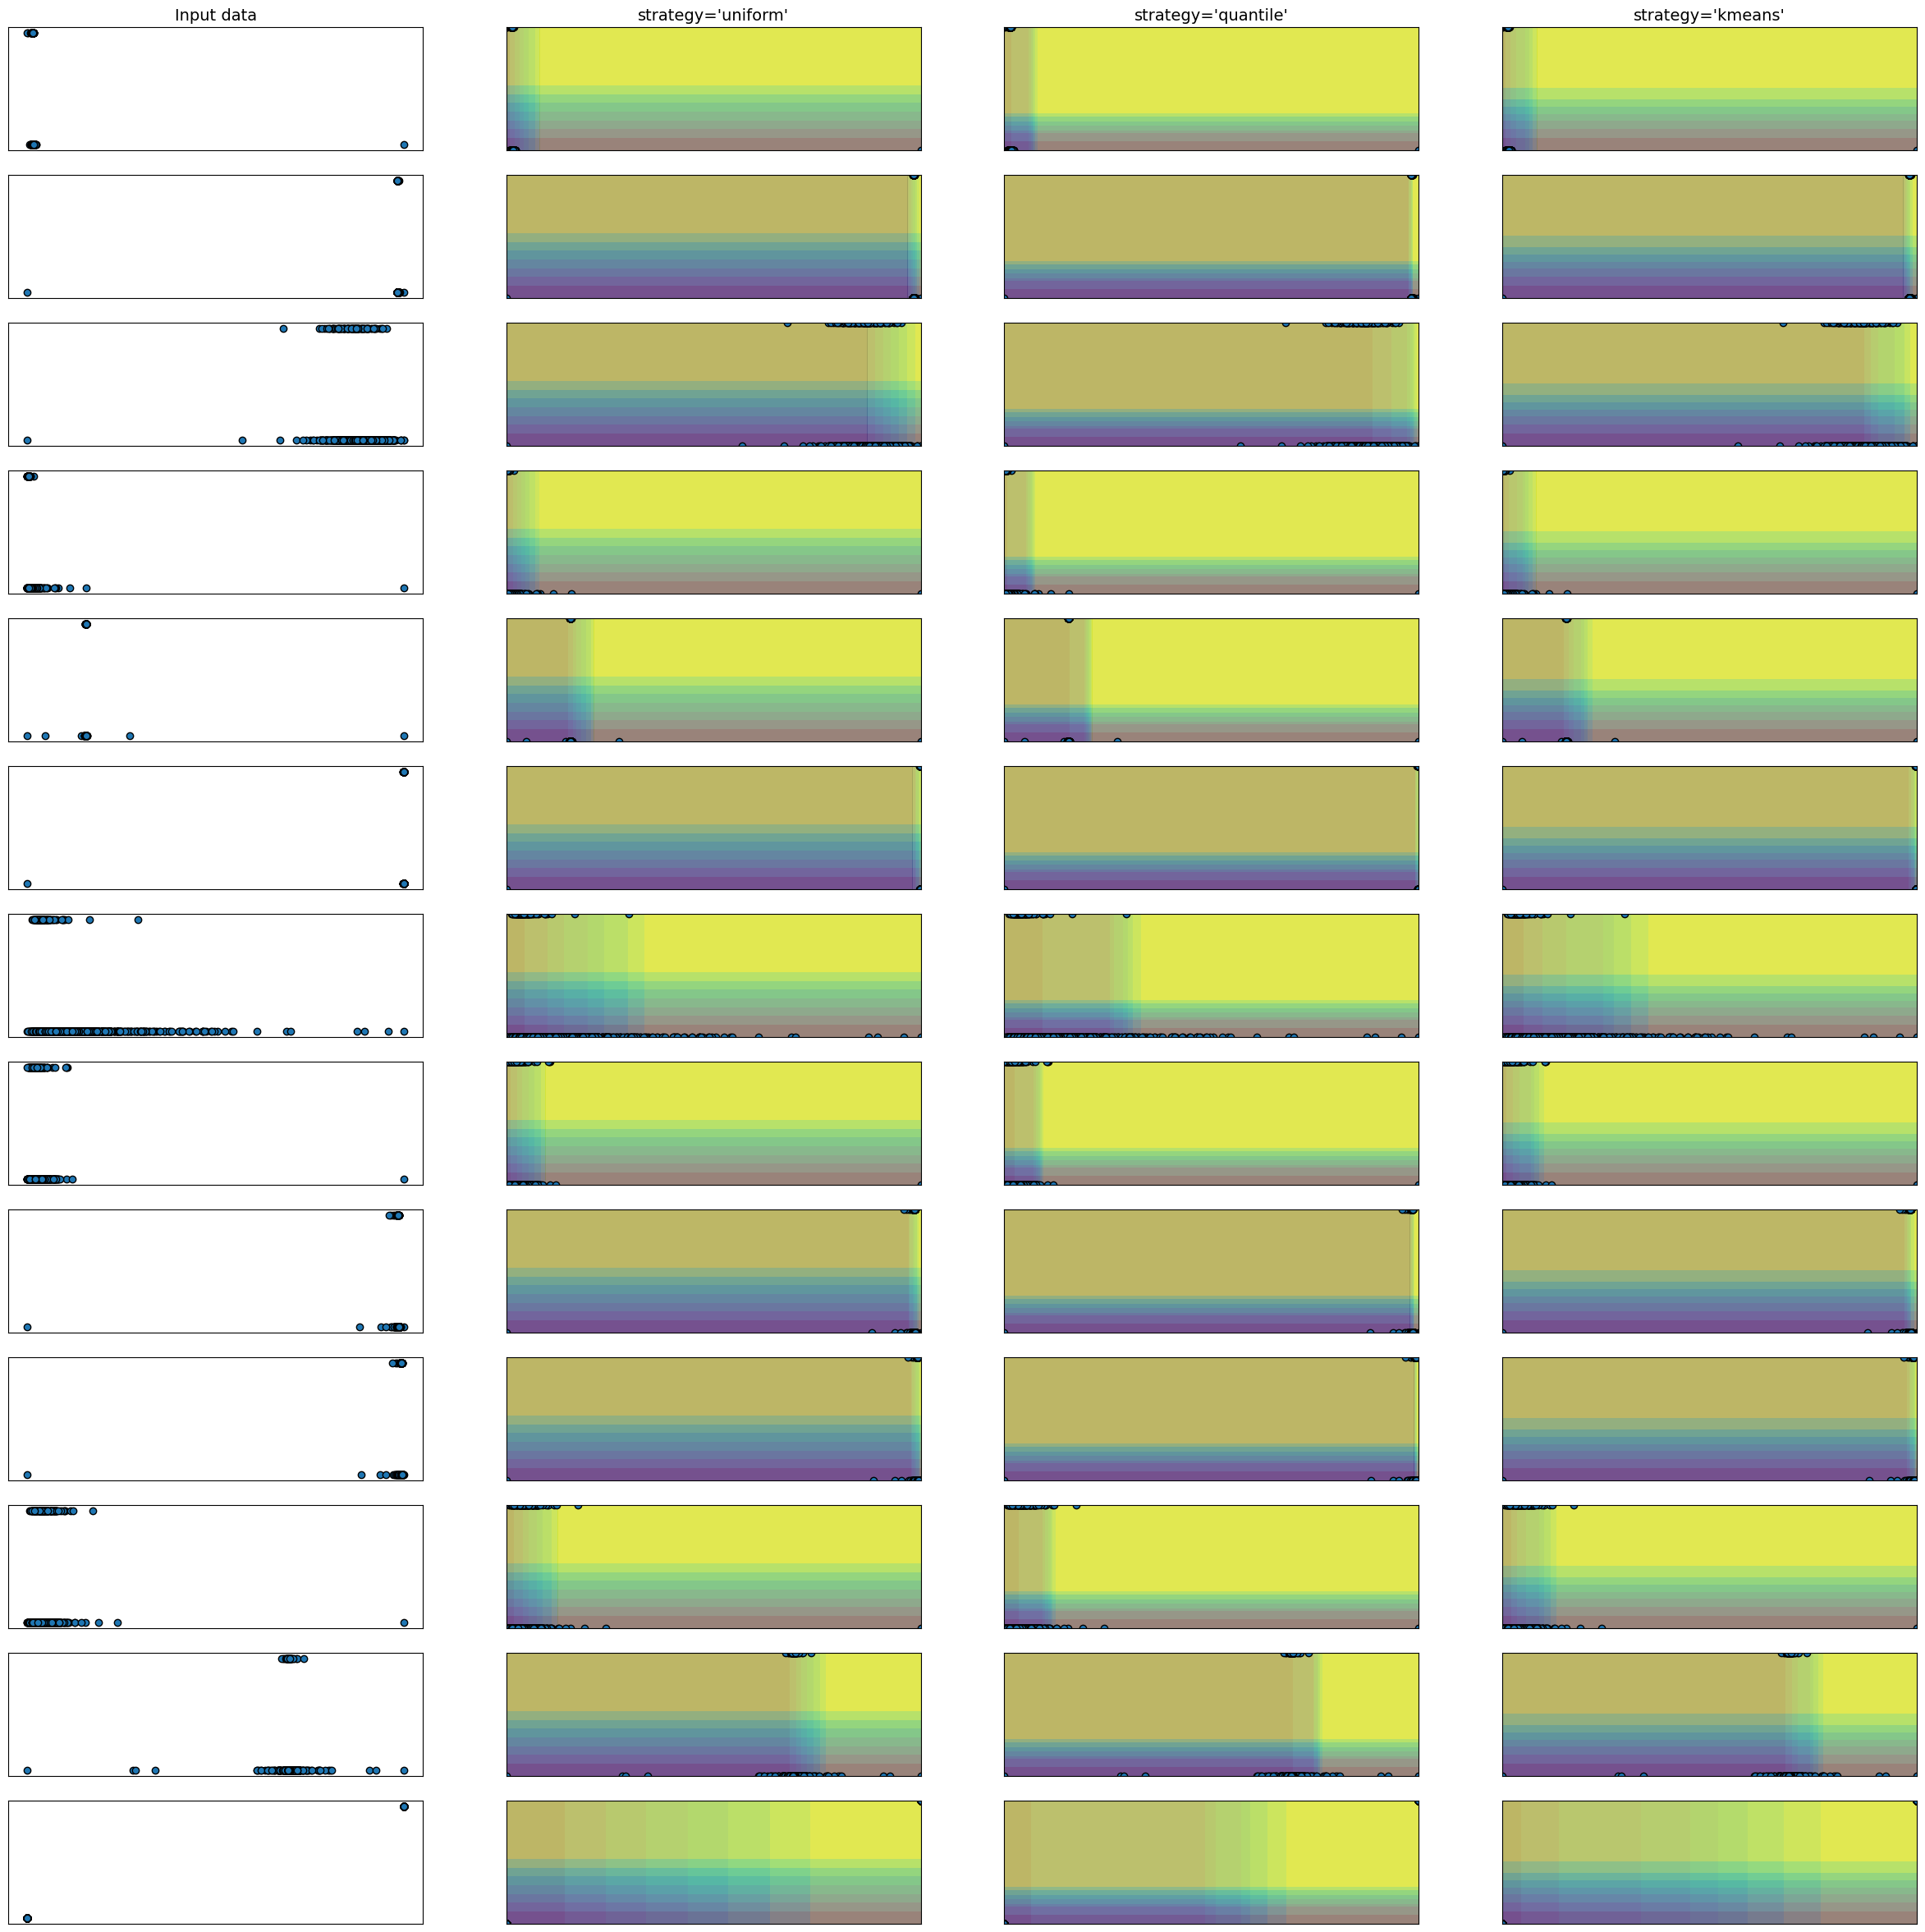 Input data
strategy='uniform'
strategy='quantile'
strategy='kmeans'